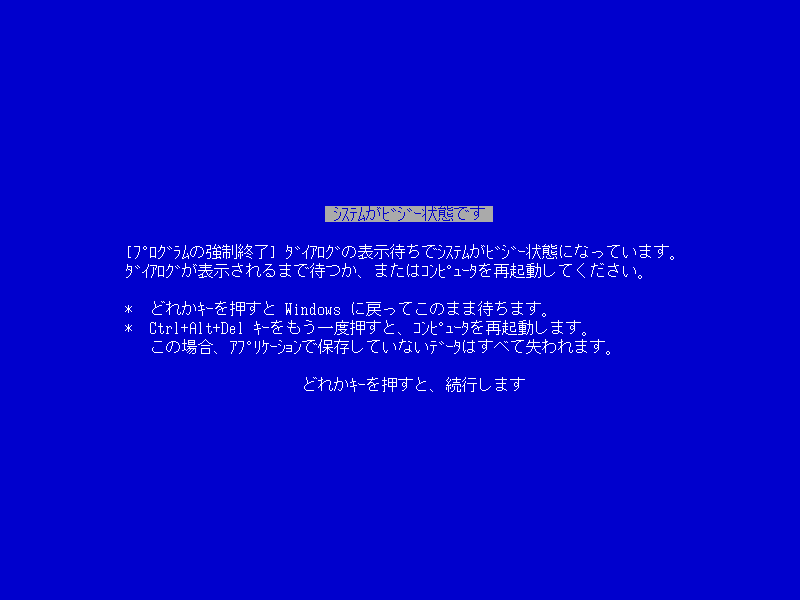 ｼｽﾃﾑがﾋﾞｼﾞｰ状態です
[ﾌﾟﾛｸﾞﾗﾑの強制終了] ﾀﾞｲｱﾛｸﾞの表示待ちでｼｽﾃﾑがﾋﾞｼﾞｰ状態になっています。
ﾀﾞｲｱﾛｸﾞが表示されるまで待つか、またはｺﾝﾋﾟｭｰﾀを再起動してください。
* どれかｷｰを押すと Windows に戻ってこのまま待ちます。
* Ctrl+Alt+Del ｷｰをもう一度押すと、ｺﾝﾋﾟｭｰﾀを再起動します。
この場合、ｱﾌﾟﾘｹｰｼｮﾝで保存していないﾃﾞｰﾀはすべて失われます。
どれかｷｰを押すと、続行します